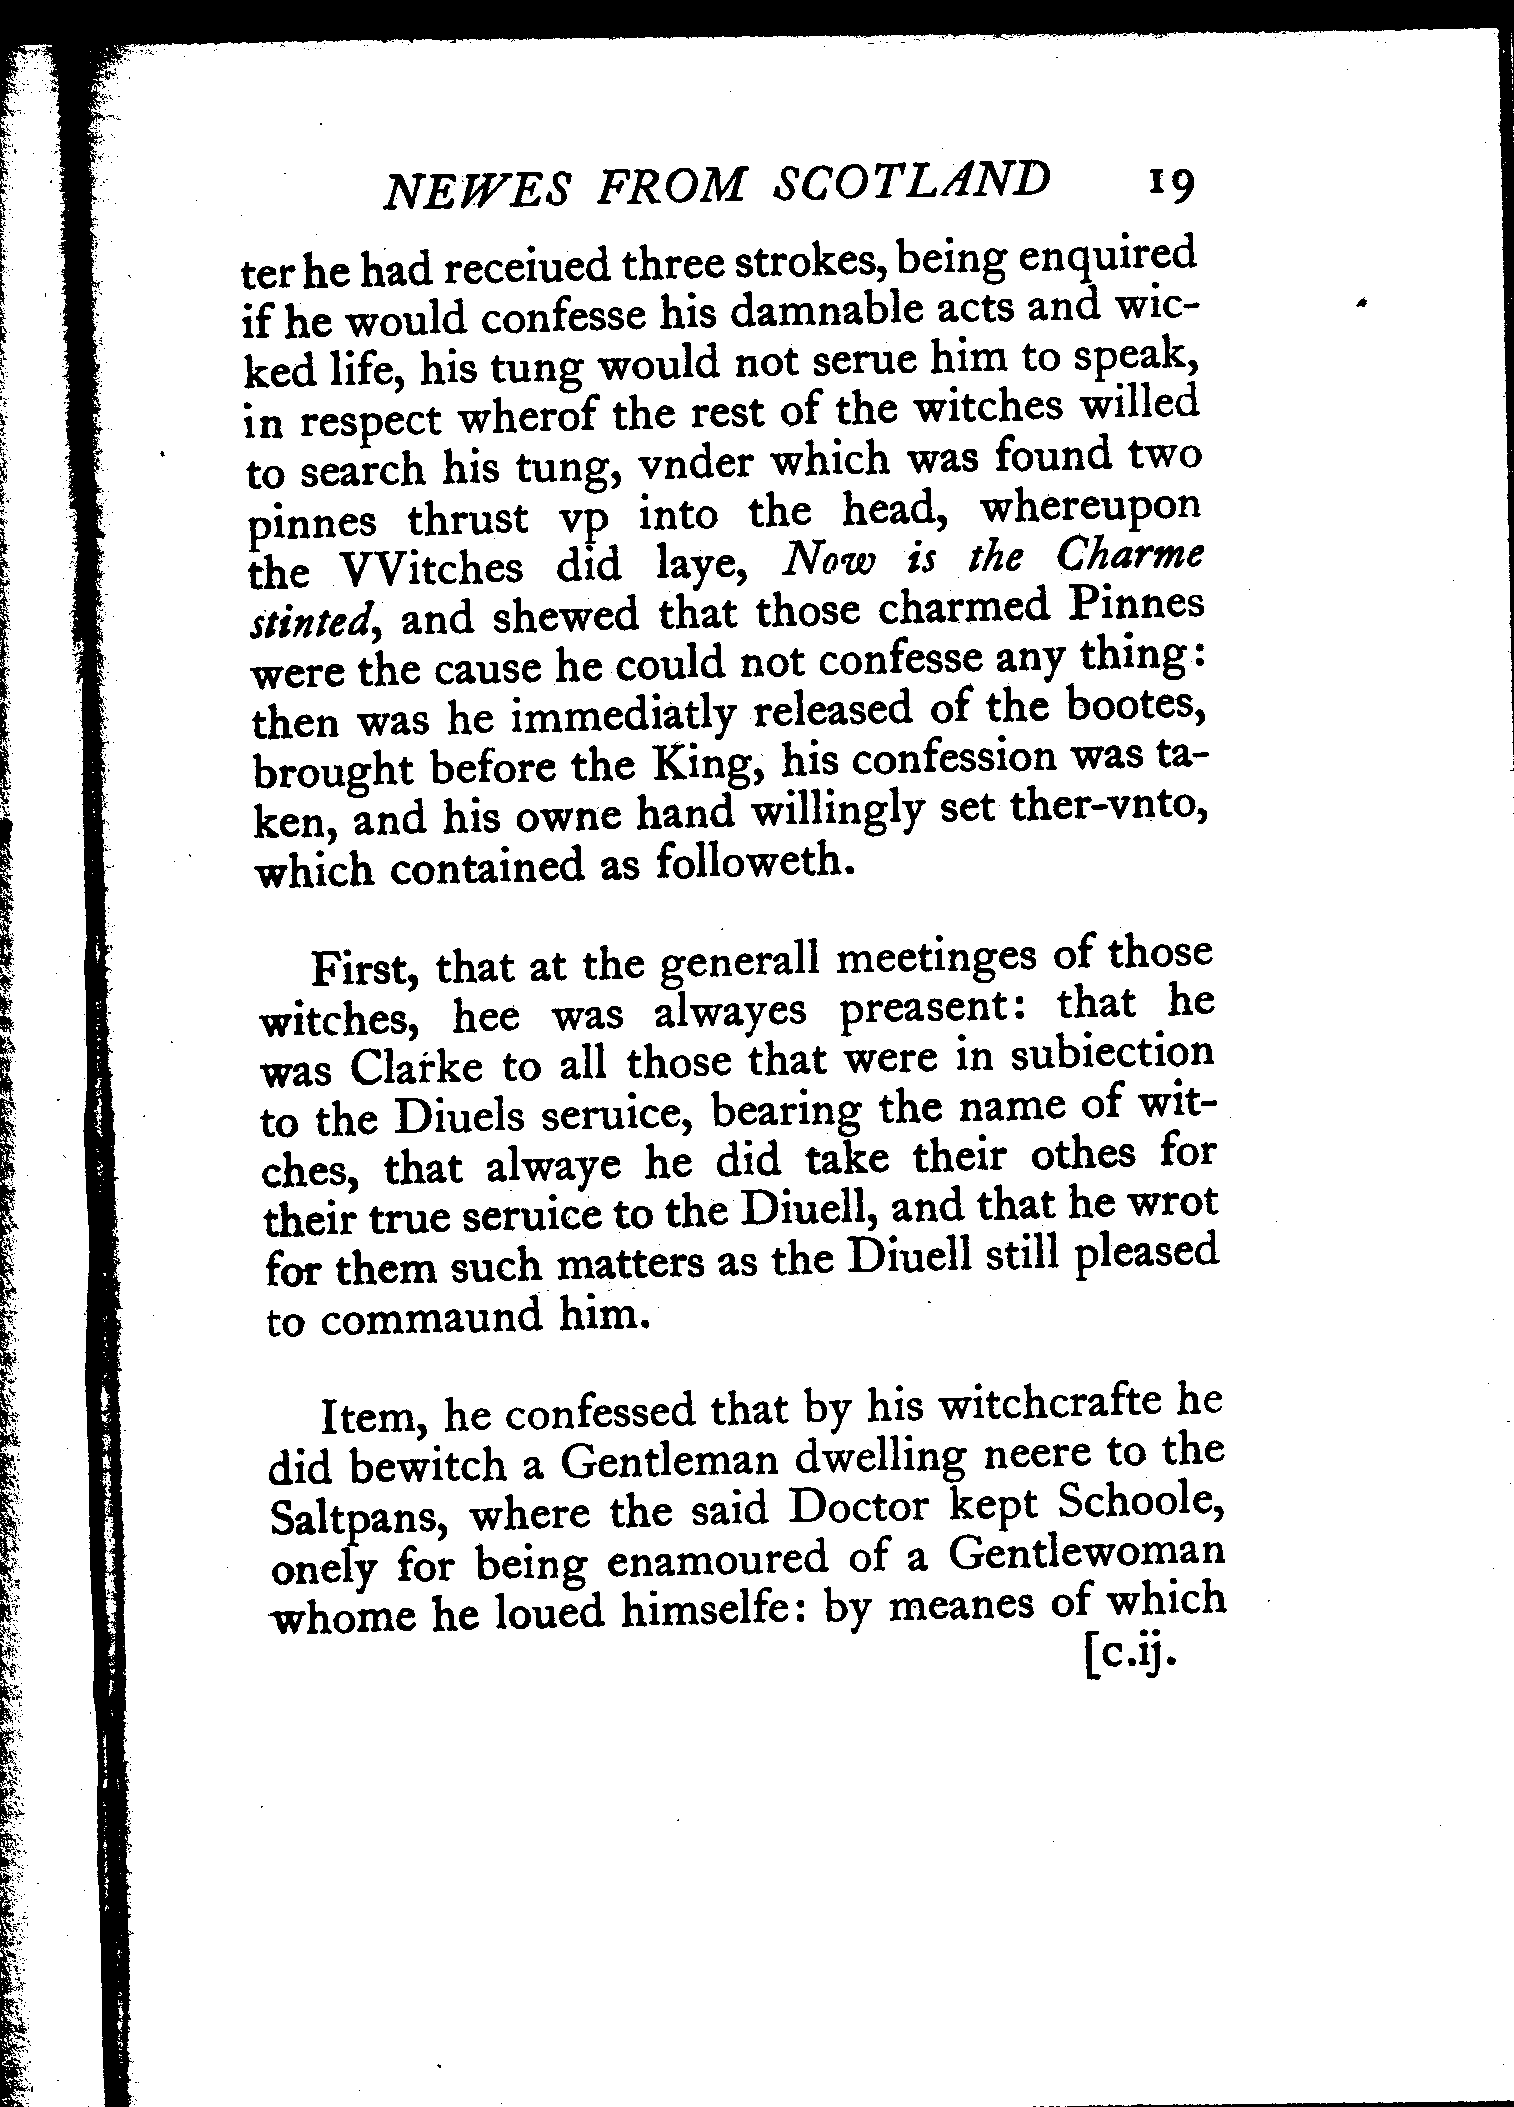 NEWES FROM SCOTLAND 19
ter he had receiued three strokes, being enquired
if he would confesse his damnable acts and wic-
ked life, his tung would not serue him to speak,
in respect wherof the rest of the witches willed
to search his tung, vnder which was found two
pinnes thrust vp into the head, whereupon
the VVitches did laye, Now is the Charme
stinted, and shewed that those charmed Pinnes
were the cause he could not confesse any thing:
then was he immediatly released of the bootes,
brought before the King, his confession was ta-
ken, and his owne hand willingly set ther-vnto,
which contained as followeth.
First, that at the generall meetinges of those
witches, hee was alwayes preasent: that he
was Clarke to all those that were in subiection
to the Diuels seruice, bearing the name of wit-
ches, that alwaye he did take their othes for
their true seruice to the Diuell, and that he wrot
for them such matters as the Diuell still pleased
to commaund him.
Item, he confessed that by his witchcrafte he
did bewitch a Gentleman dwelling neere to the
Saltpans, where the said Doctor kept Schoole,
onely for being enamoured of a Gentlewoman
whome he loued himselfe: by meanes of which
[c.ij.